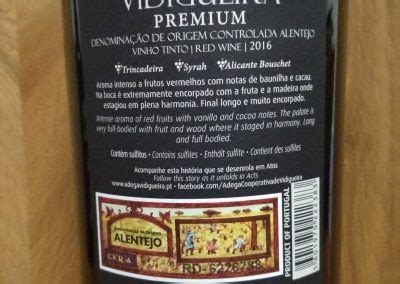 VIDIGUEIRA
PREMIUM
DENOMINAÇÃO DE ORIGEM CONTROLADA ALENTEJO
VINHO TINTO | RED WINE | 2016
Trincadeira Syrah Alicante Bouschet
Aroma intenso a frutos vermelhos com notas de baunilha e cacau.
Na boca é extremamente encorpado com a fruta e a madeira onde
estagiou em plena harmonia. Final longo e muito encorpado.
Intense aroma of red fruits with vanilla and cocoa notes. The palate is
very full-bodied with fruit and wood where it staged in harmony. Long
and full bodied.
Contém sulfitos - Contains sulfites - Enthält sulfite - Contient des sulfites
Acompanhe esta história que se desenrola em Atos
Follow this story as it unfolds in Acts
www.adegavidigueira.pt - facebook.com/AdegaCooperativadeVidigueira
Denominação de Origem
ALENTEJO
CVRA
PRODUCT OF PORTUGAL